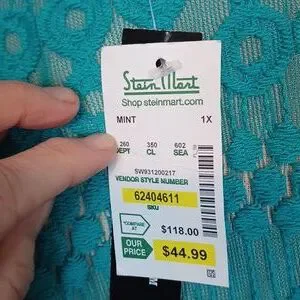 Stein Mart
Shop steinmart.com
MINT 1X
260 350 602
DEPT CL SEA
SW931200217
VENDOR STYLE NUMBER
62404611
SKU
*COMPARE AT $118.00
OUR PRICE $44.99